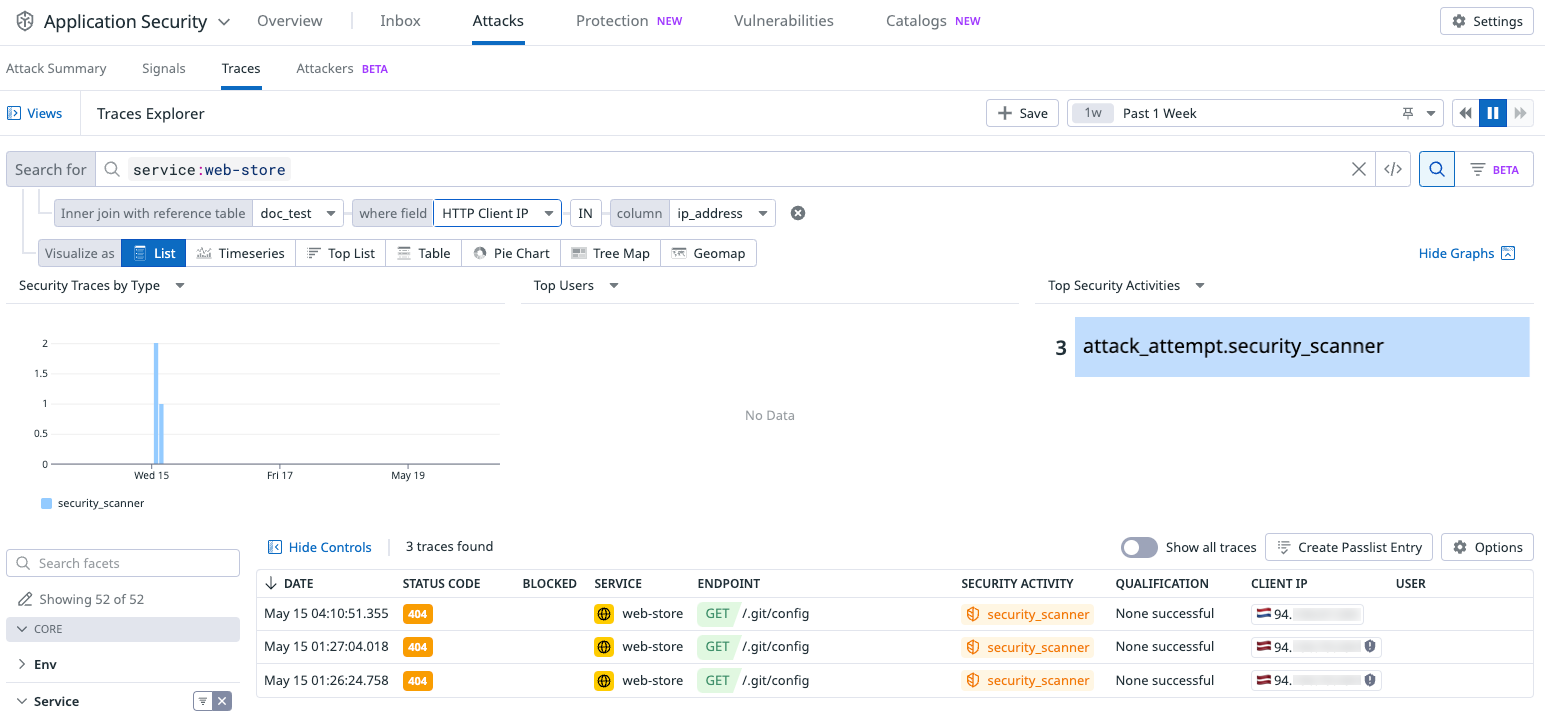 Application Security Overview Inbox Attacks Protection NEW Vulnerabilities Catalogs NEW Settings
Attack Summary Signals Traces Attackers BETA
Views Traces Explorer + Save 1w Past 1 Week
Search for service:web-store </> BETA
Inner join with reference table doc_test where field HTTP Client IP IN column ip_address
Visualize as List Timeseries Top List Table Pie Chart Tree Map Geomap Hide Graphs
Security Traces by Type Top Users Top Security Activities
2
1.5
1
0.5
0
Wed 15 Fri 17 May 19
security_scanner
No Data
3 attack_attempt.security_scanner
Hide Controls 3 traces found Show all traces Create Passlist Entry Options
Search facets
Showing 52 of 52
CORE
Env
Service
DATE STATUS CODE BLOCKED SERVICE ENDPOINT SECURITY ACTIVITY QUALIFICATION CLIENT IP USER
May 15 04:10:51.355 404 web-store GET /.git/config security_scanner None successful 94.
May 15 01:27:04.018 404 web-store GET /.git/config security_scanner None successful 94.
May 15 01:26:24.758 404 web-store GET /.git/config security_scanner None successful 94.